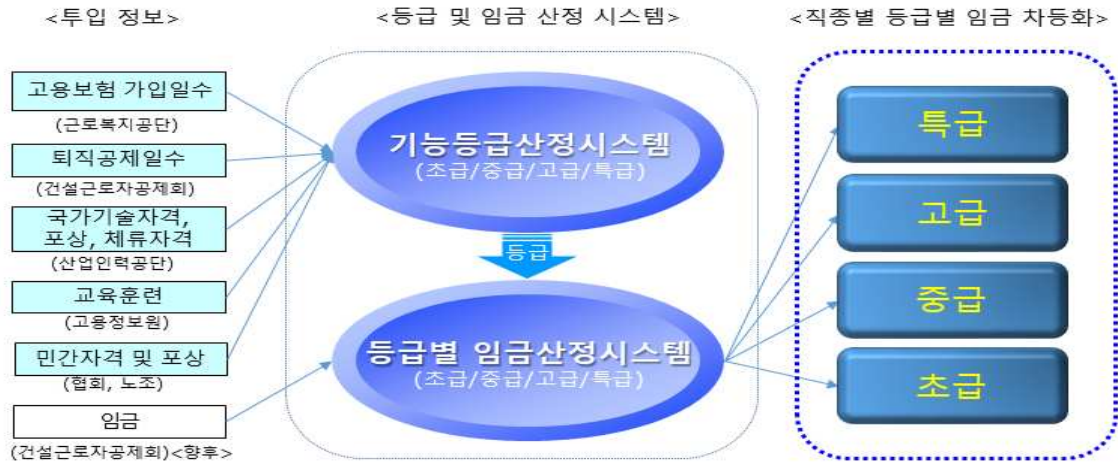 <투입 정보>
<등급 및 임금 산정 시스템>
<직종별 등급별 임금 차등화>
고용보험 가입일수
(근로복지공단)
퇴직공제일수
(건설근로자공제회)
국가기술자격,
포상, 체류자격
(산업인력공단)
교육훈련
(고용정보원)
민간자격 및 포상
(협회, 노조)
임금
(건설근로자공제회)<향후>
기능등급산정시스템
(초급/중급/고급/특급)
등급
등급별 임금산정시스템
(초급/중급/고급/특급)
특급
고급
중급
초급